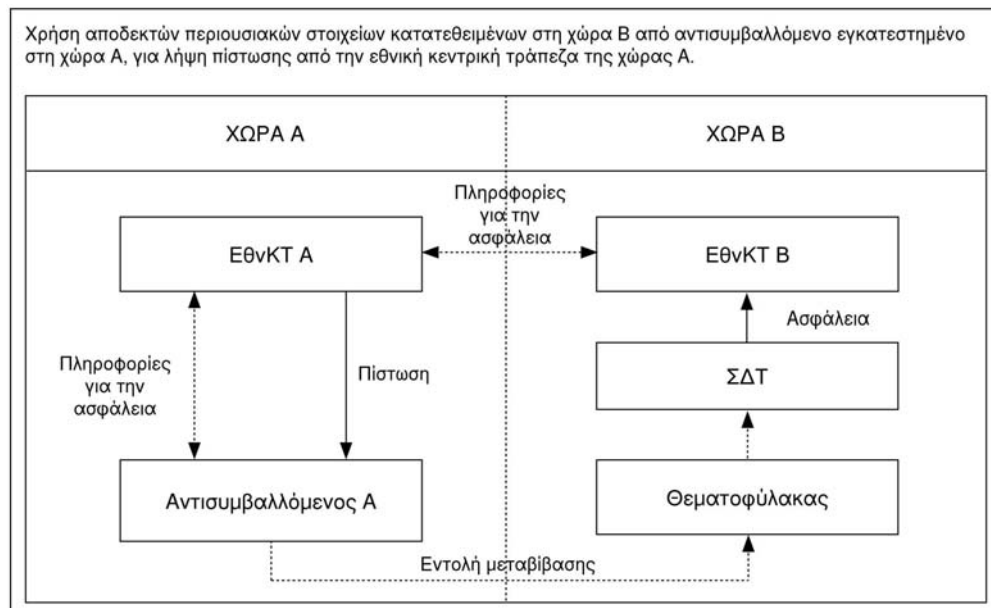 Χρήση αποδεκτών περιουσιακών στοιχείων κατατεθειμένων στη χώρα Β από αντισυμβαλλόμενο εγκατεστημένο
στη χώρα Α, για λήψη πίστωσης από την εθνική κεντρική τράπεζα της χώρας Α.
ΧΩΡΑ Α
ΧΩΡΑ Β
Πληροφορίες
για την
ασφάλεια
ΕθνΚΤ Α
ΕθνΚΤ Β
Ασφάλεια
Πληροφορίες
για την
ασφάλεια
Πίστωση
ΣΔΤ
Αντισυμβαλλόμενος Α
Θεματοφύλακας
Εντολή μεταβίβασης